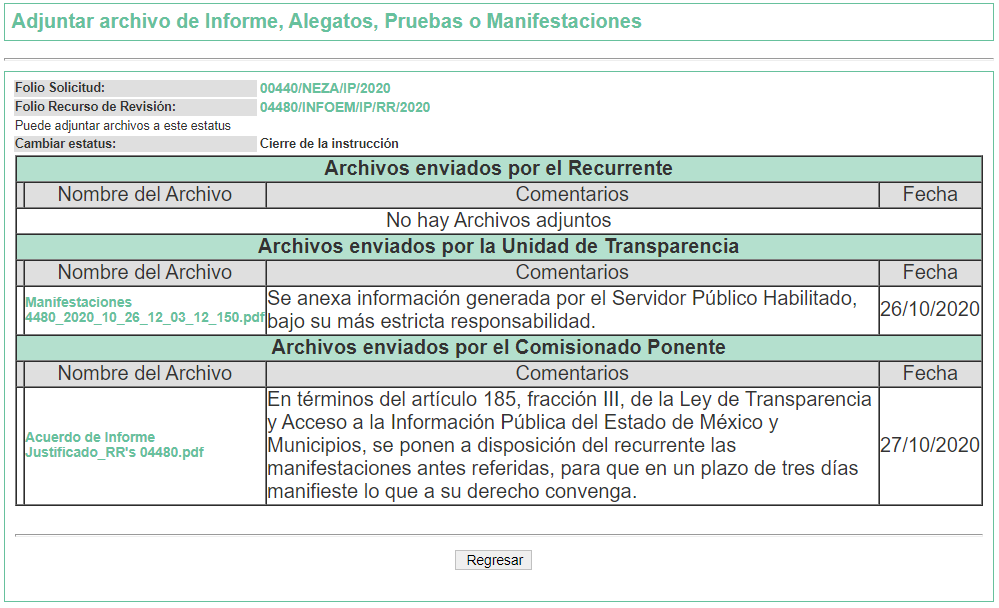 Adjuntar archivo de Informe, Alegatos, Pruebas o Manifestaciones
Folio Solicitud: 00440/NEZA/IP/2020
Folio Recurso de Revisión: 04480/INFOEM/IP/RR/2020
Puede adjuntar archivos a este estatus
Cambiar estatus: Cierre de la instrucción
Archivos enviados por el Recurrente
Nombre del Archivo Comentarios Fecha
No hay Archivos adjuntos
Archivos enviados por la Unidad de Transparencia
Nombre del Archivo Comentarios Fecha
Manifestaciones
4480_2020_10_26_12_03_12_150.pdf
Se anexa información generada por el Servidor Público Habilitado,
bajo su más estricta responsabilidad.
26/10/2020
Archivos enviados por el Comisionado Ponente
Nombre del Archivo Comentarios Fecha
Acuerdo de Informe
Justificado_RR's 04480.pdf
En términos del artículo 185, fracción III, de la Ley de Transparencia
y Acceso a la Información Pública del Estado de México y
Municipios, se ponen a disposición del recurrente las
manifestaciones antes referidas, para que en un plazo de tres días
manifieste lo que a su derecho convenga.
27/10/2020
Regresar